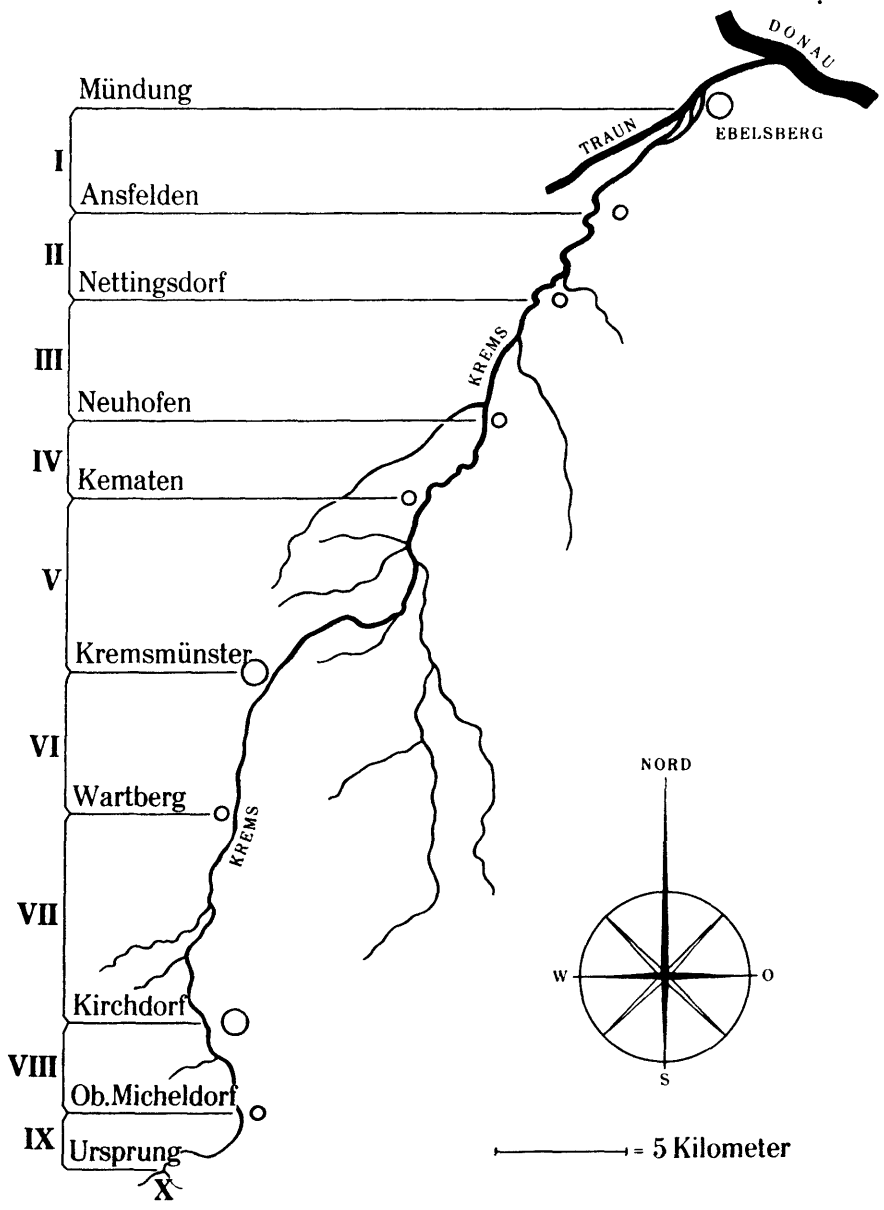 DONAU
Mündung
EBELSBERG
TRAUN
I
Ansfelden
II
Nettingsdorf
III
KREMS
Neuhofen
IV
Kematen
V
Kremsmünster
VI
Wartberg
KREMS
VII
Kirchdorf
VIII
Ob.Micheldorf
IX
Ursprung
X
NORD
W
O
S
= 5 Kilometer